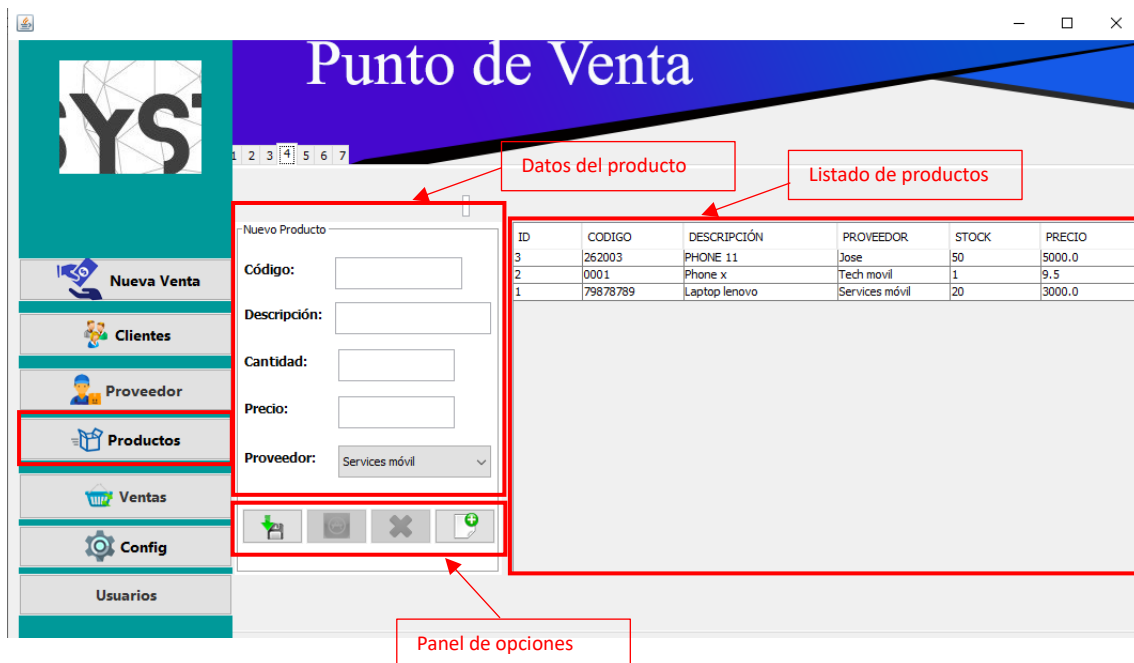 Punto de Venta
SYS
1 2 3 4 5 6 7
Datos del producto
Listado de productos
Nuevo Producto
Código:
Descripción:
Cantidad:
Precio:
Proveedor:
Services móvil
ID CODIGO DESCRIPCIÓN PROVEEDOR STOCK PRECIO
3 262003 PHONE 11 Jose 50 5000.0
2 0001 Phone x Tech movil 1 9.5
1 79878789 Laptop lenovo Services móvil 20 3000.0
Nueva Venta
Clientes
Proveedor
Productos
Ventas
Config
Usuarios
Panel de opciones